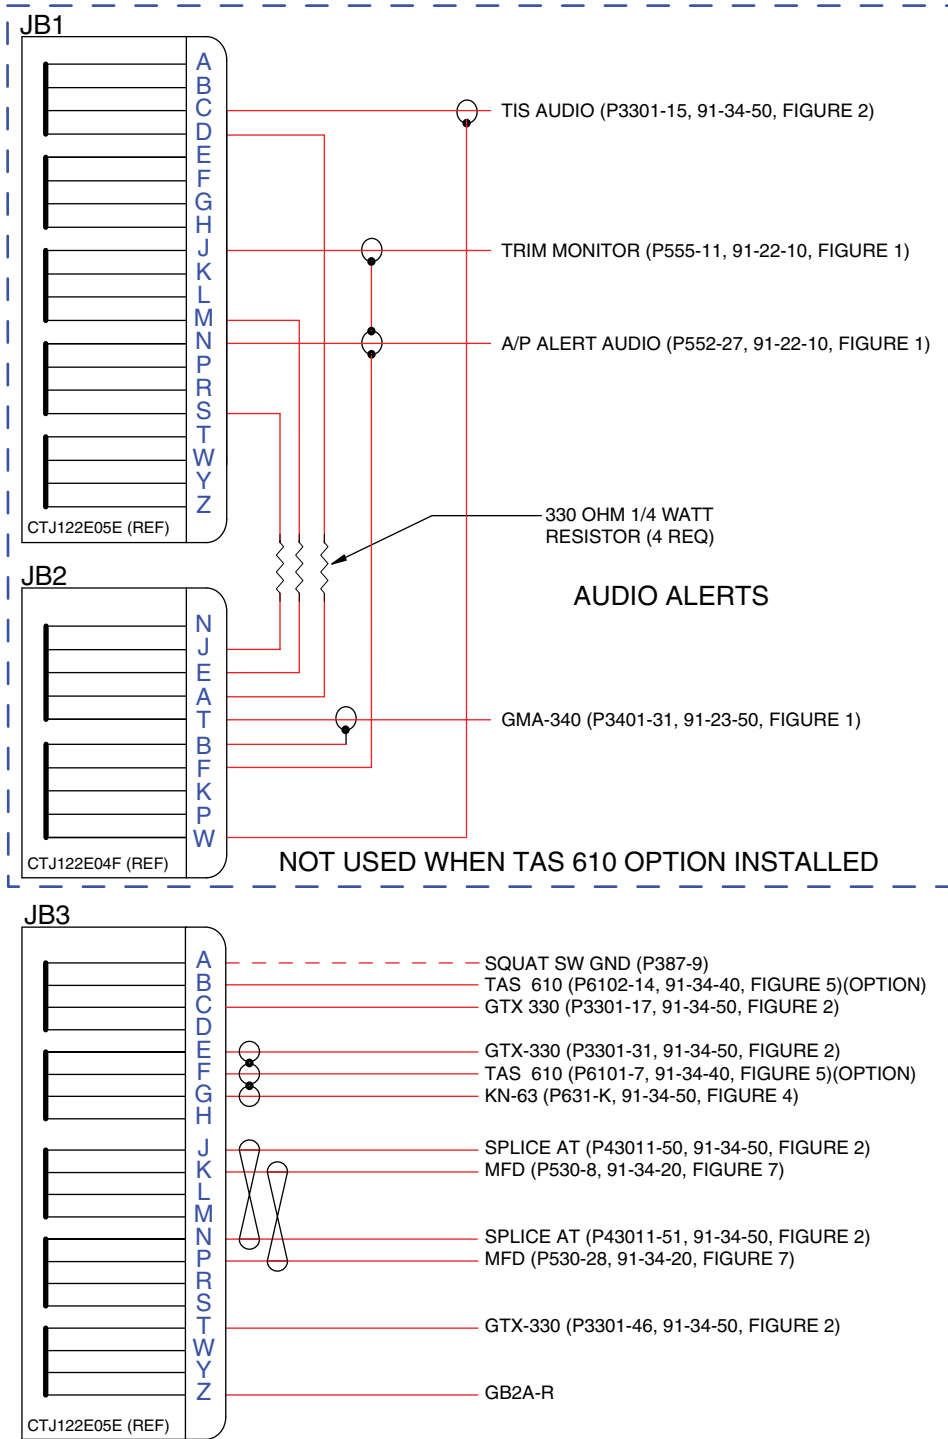 JB1
A
B
C TIS AUDIO (P3301-15, 91-34-50, FIGURE 2)
D
E
F
G
H
J TRIM MONITOR (P555-11, 91-22-10, FIGURE 1)
K
L
M
N A/P ALERT AUDIO (P552-27, 91-22-10, FIGURE 1)
P
R
S
T
W
Y
Z
CTJ122E05E (REF)
330 OHM 1/4 WATT
RESISTOR (4 REQ)
AUDIO ALERTS
JB2
N
J
E
A
T GMA-340 (P3401-31, 91-23-50, FIGURE 1)
B
F
K
P
W
CTJ122E04F (REF)
NOT USED WHEN TAS 610 OPTION INSTALLED
JB3
A SQUAT SW GND (P387-9)
B TAS 610 (P6102-14, 91-34-40, FIGURE 5)(OPTION)
C GTX 330 (P3301-17, 91-34-50, FIGURE 2)
D
E GTX-330 (P3301-31, 91-34-50, FIGURE 2)
F TAS 610 (P6101-7, 91-34-40, FIGURE 5)(OPTION)
G KN-63 (P631-K, 91-34-50, FIGURE 4)
H
J SPLICE AT (P43011-50, 91-34-50, FIGURE 2)
K MFD (P530-8, 91-34-20, FIGURE 7)
L
M
N SPLICE AT (P43011-51, 91-34-50, FIGURE 2)
P MFD (P530-28, 91-34-20, FIGURE 7)
R
S
T GTX-330 (P3301-46, 91-34-50, FIGURE 2)
W
Y
Z GB2A-R
CTJ122E05E (REF)